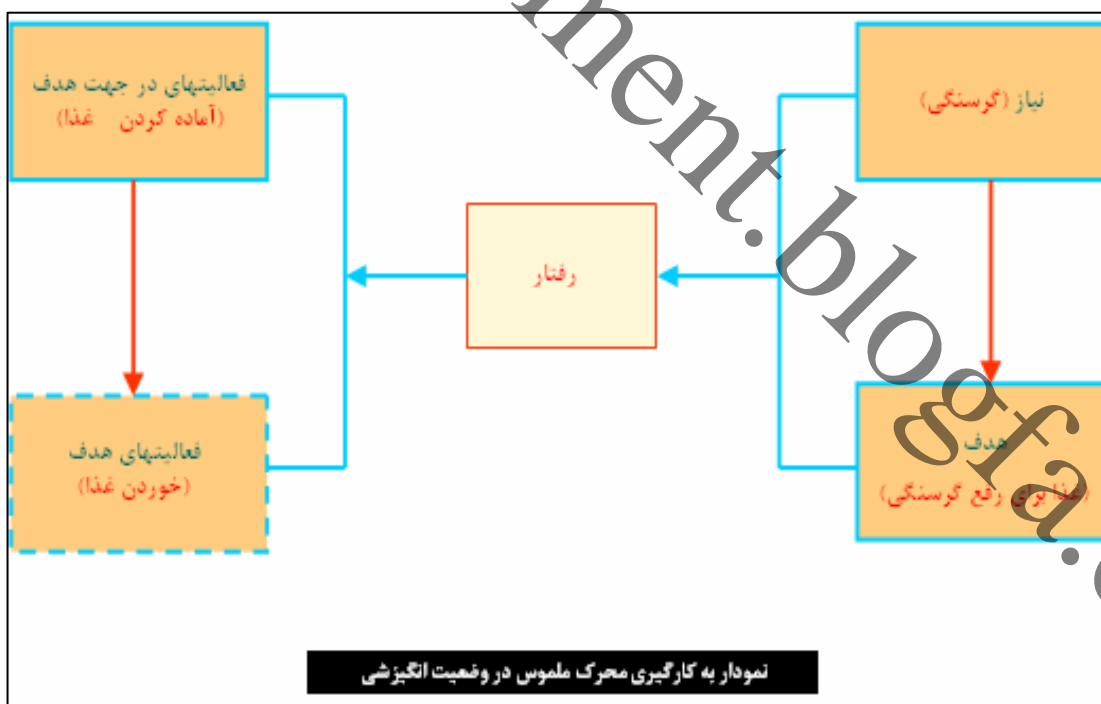 نیاز (گرسنگی)
هدف
(غذا برای رفع گرسنگی)
رفتار
فعالیتهای در جهت هدف
(آماده کردن غذا)
فعالیتهای هدف
(خوردن غذا)
نمودار به کارگیری محرک ملموس در وضعیت انگیزشی
ment.blogfa.